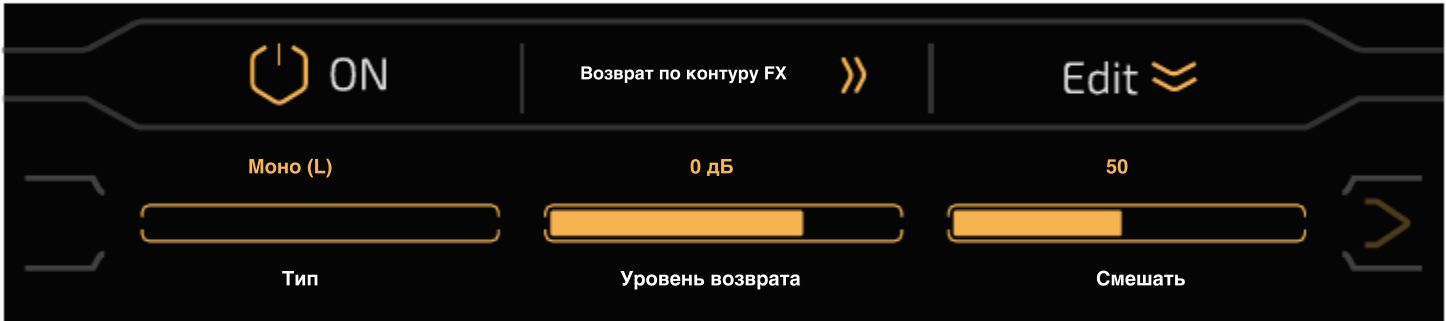 ON
Возврат по контуру FX
Edit
Моно (L)
0 дБ
50
Тип
Уровень возврата
Смешать